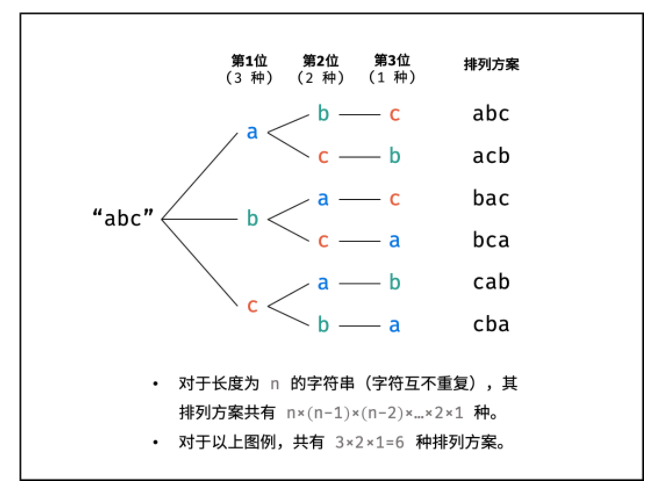 第1位 第2位 第3位 排列方案
(3 种) (2 种) (1 种)
b c abc
a
c b acb
a c bac
“abc” b
c a bca
a b cab
c
b a cba
• 对于长度为 n 的字符串（字符互不重复），其
排列方案共有 n×(n-1)×(n-2)×…×2×1 种。
• 对于以上图例，共有 3×2×1=6 种排列方案。